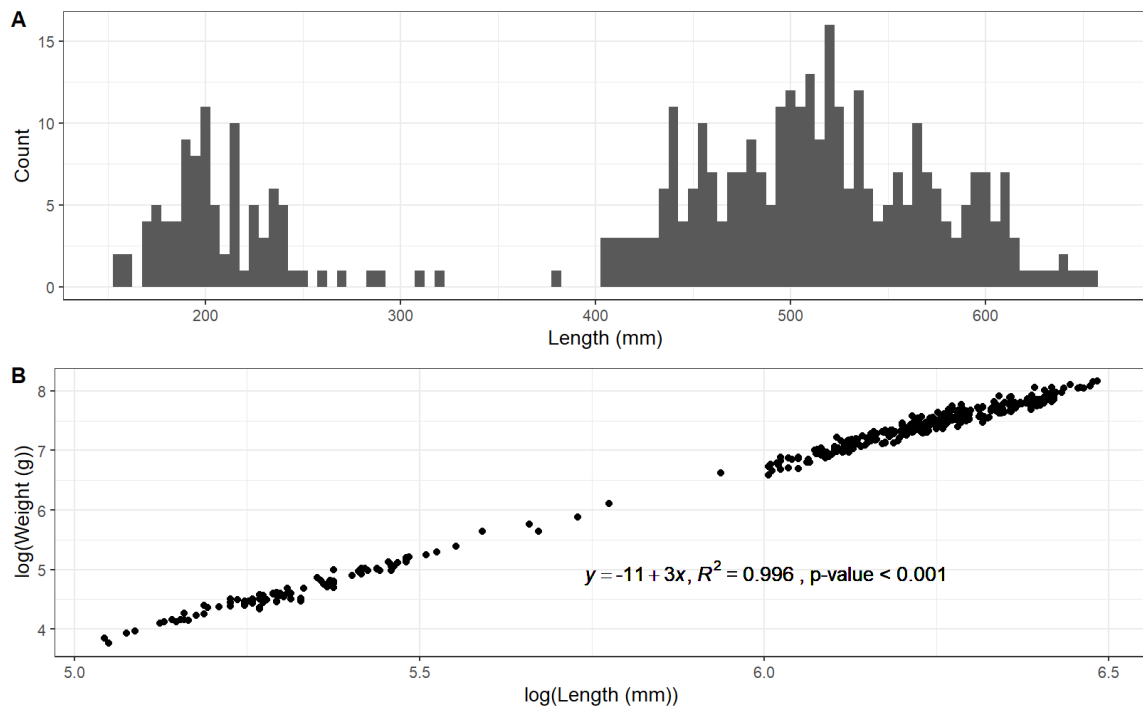 A
Count
15
10
5
0
200
300
400
500
600
Length (mm)
B
log(Weight (g))
8
7
6
5
4
y = -11 + 3x, R² = 0.996 , p-value < 0.001
5.0
5.5
6.0
6.5
log(Length (mm))